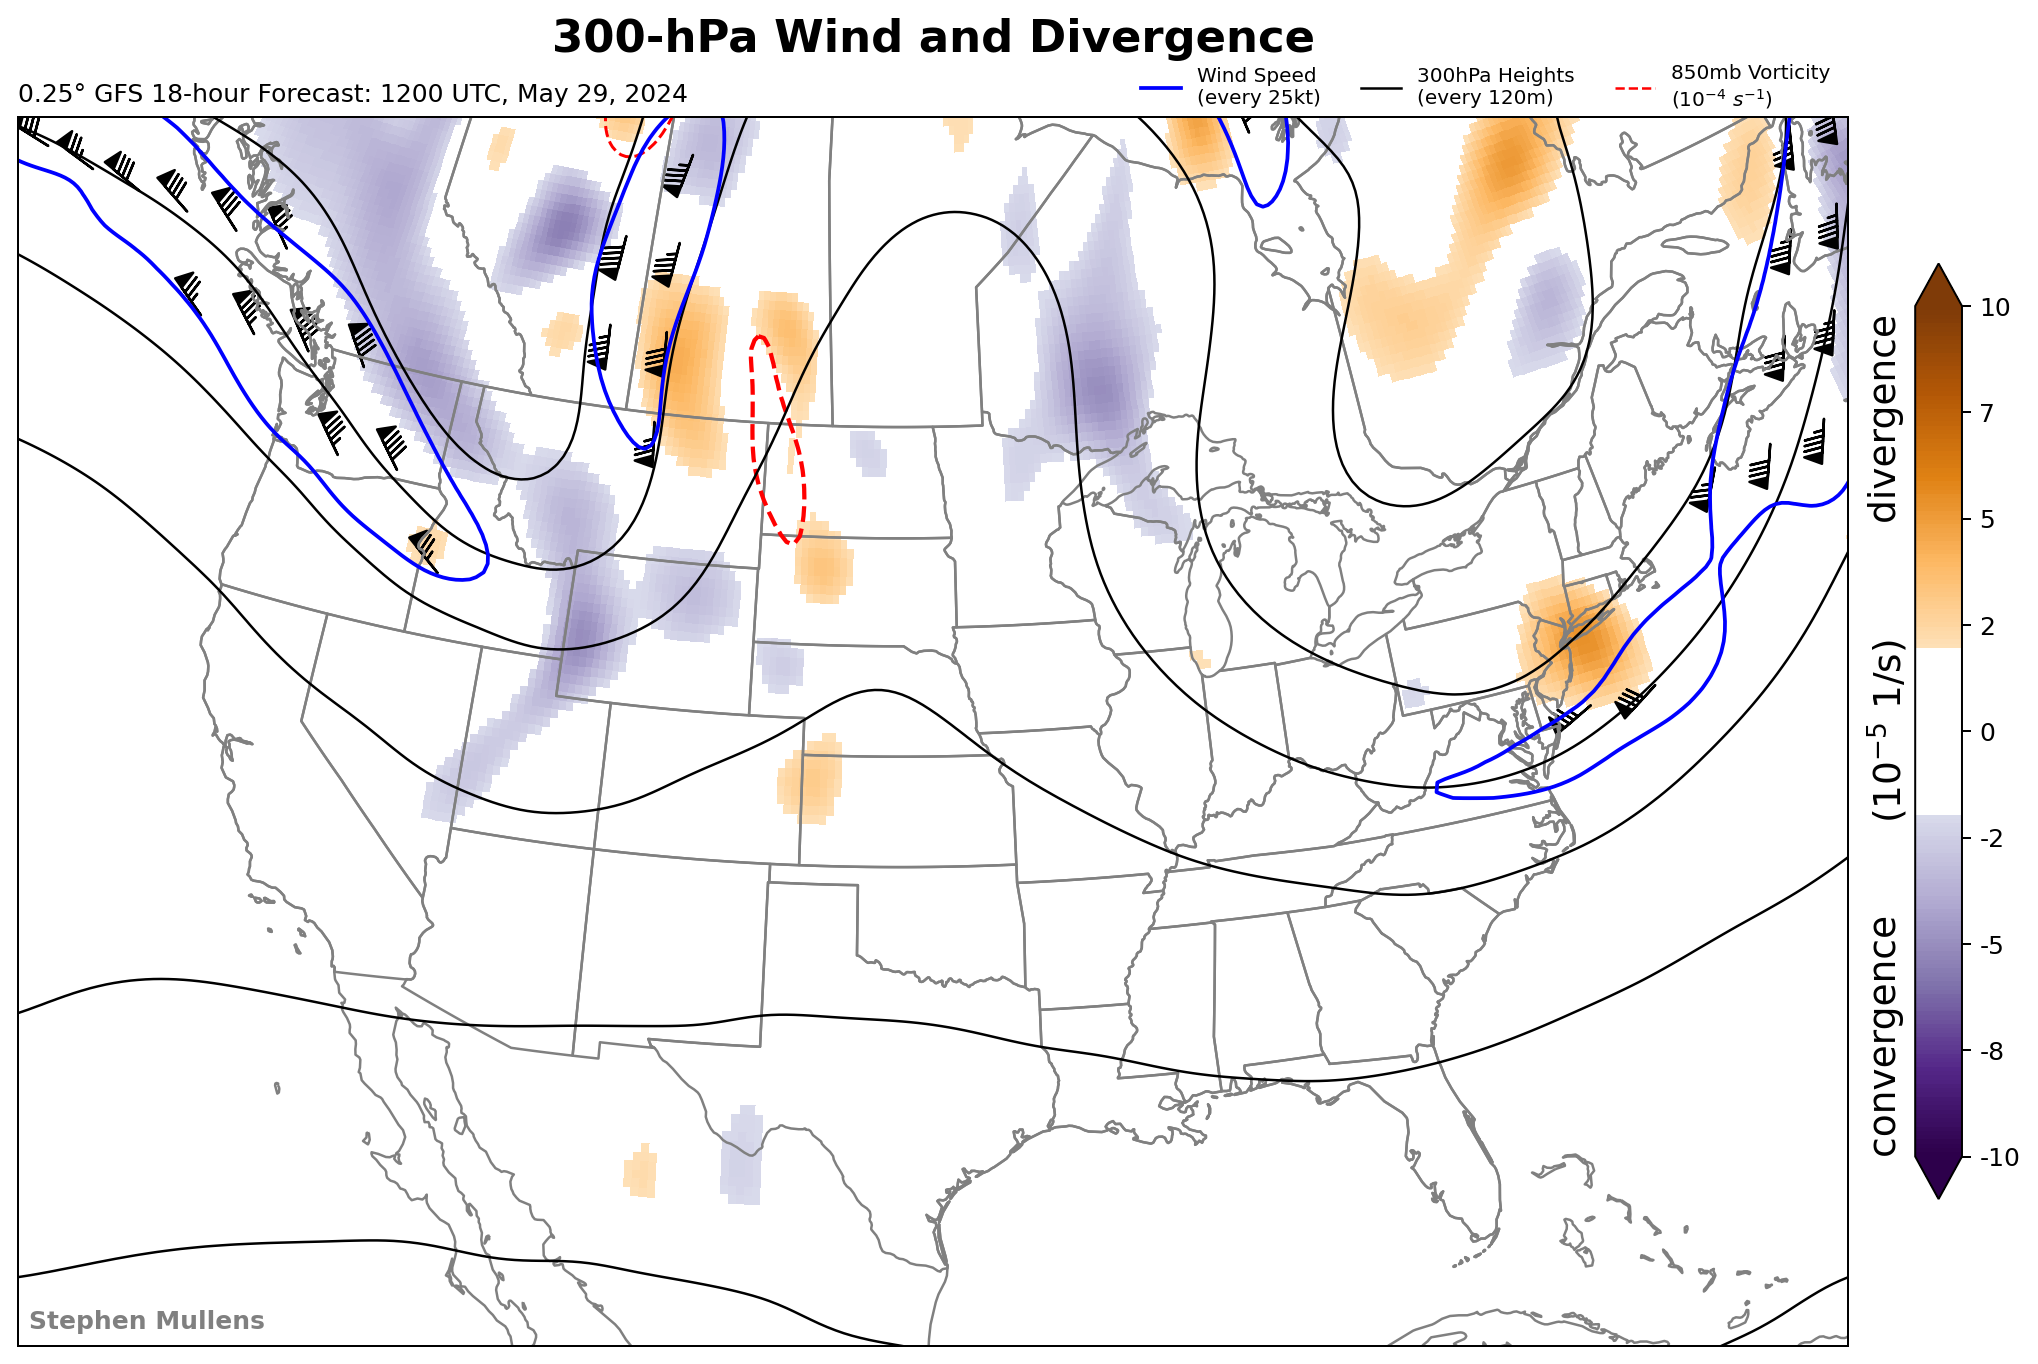 300-hPa Wind and Divergence
0.25° GFS 18-hour Forecast: 1200 UTC, May 29, 2024
Wind Speed
(every 25kt)
300hPa Heights
(every 120m)
850mb Vorticity
(10⁻⁴ s⁻¹)
10
7
5
2
0
-2
-5
-8
-10
divergence
(10⁻⁵ 1/s)
convergence
Stephen Mullens